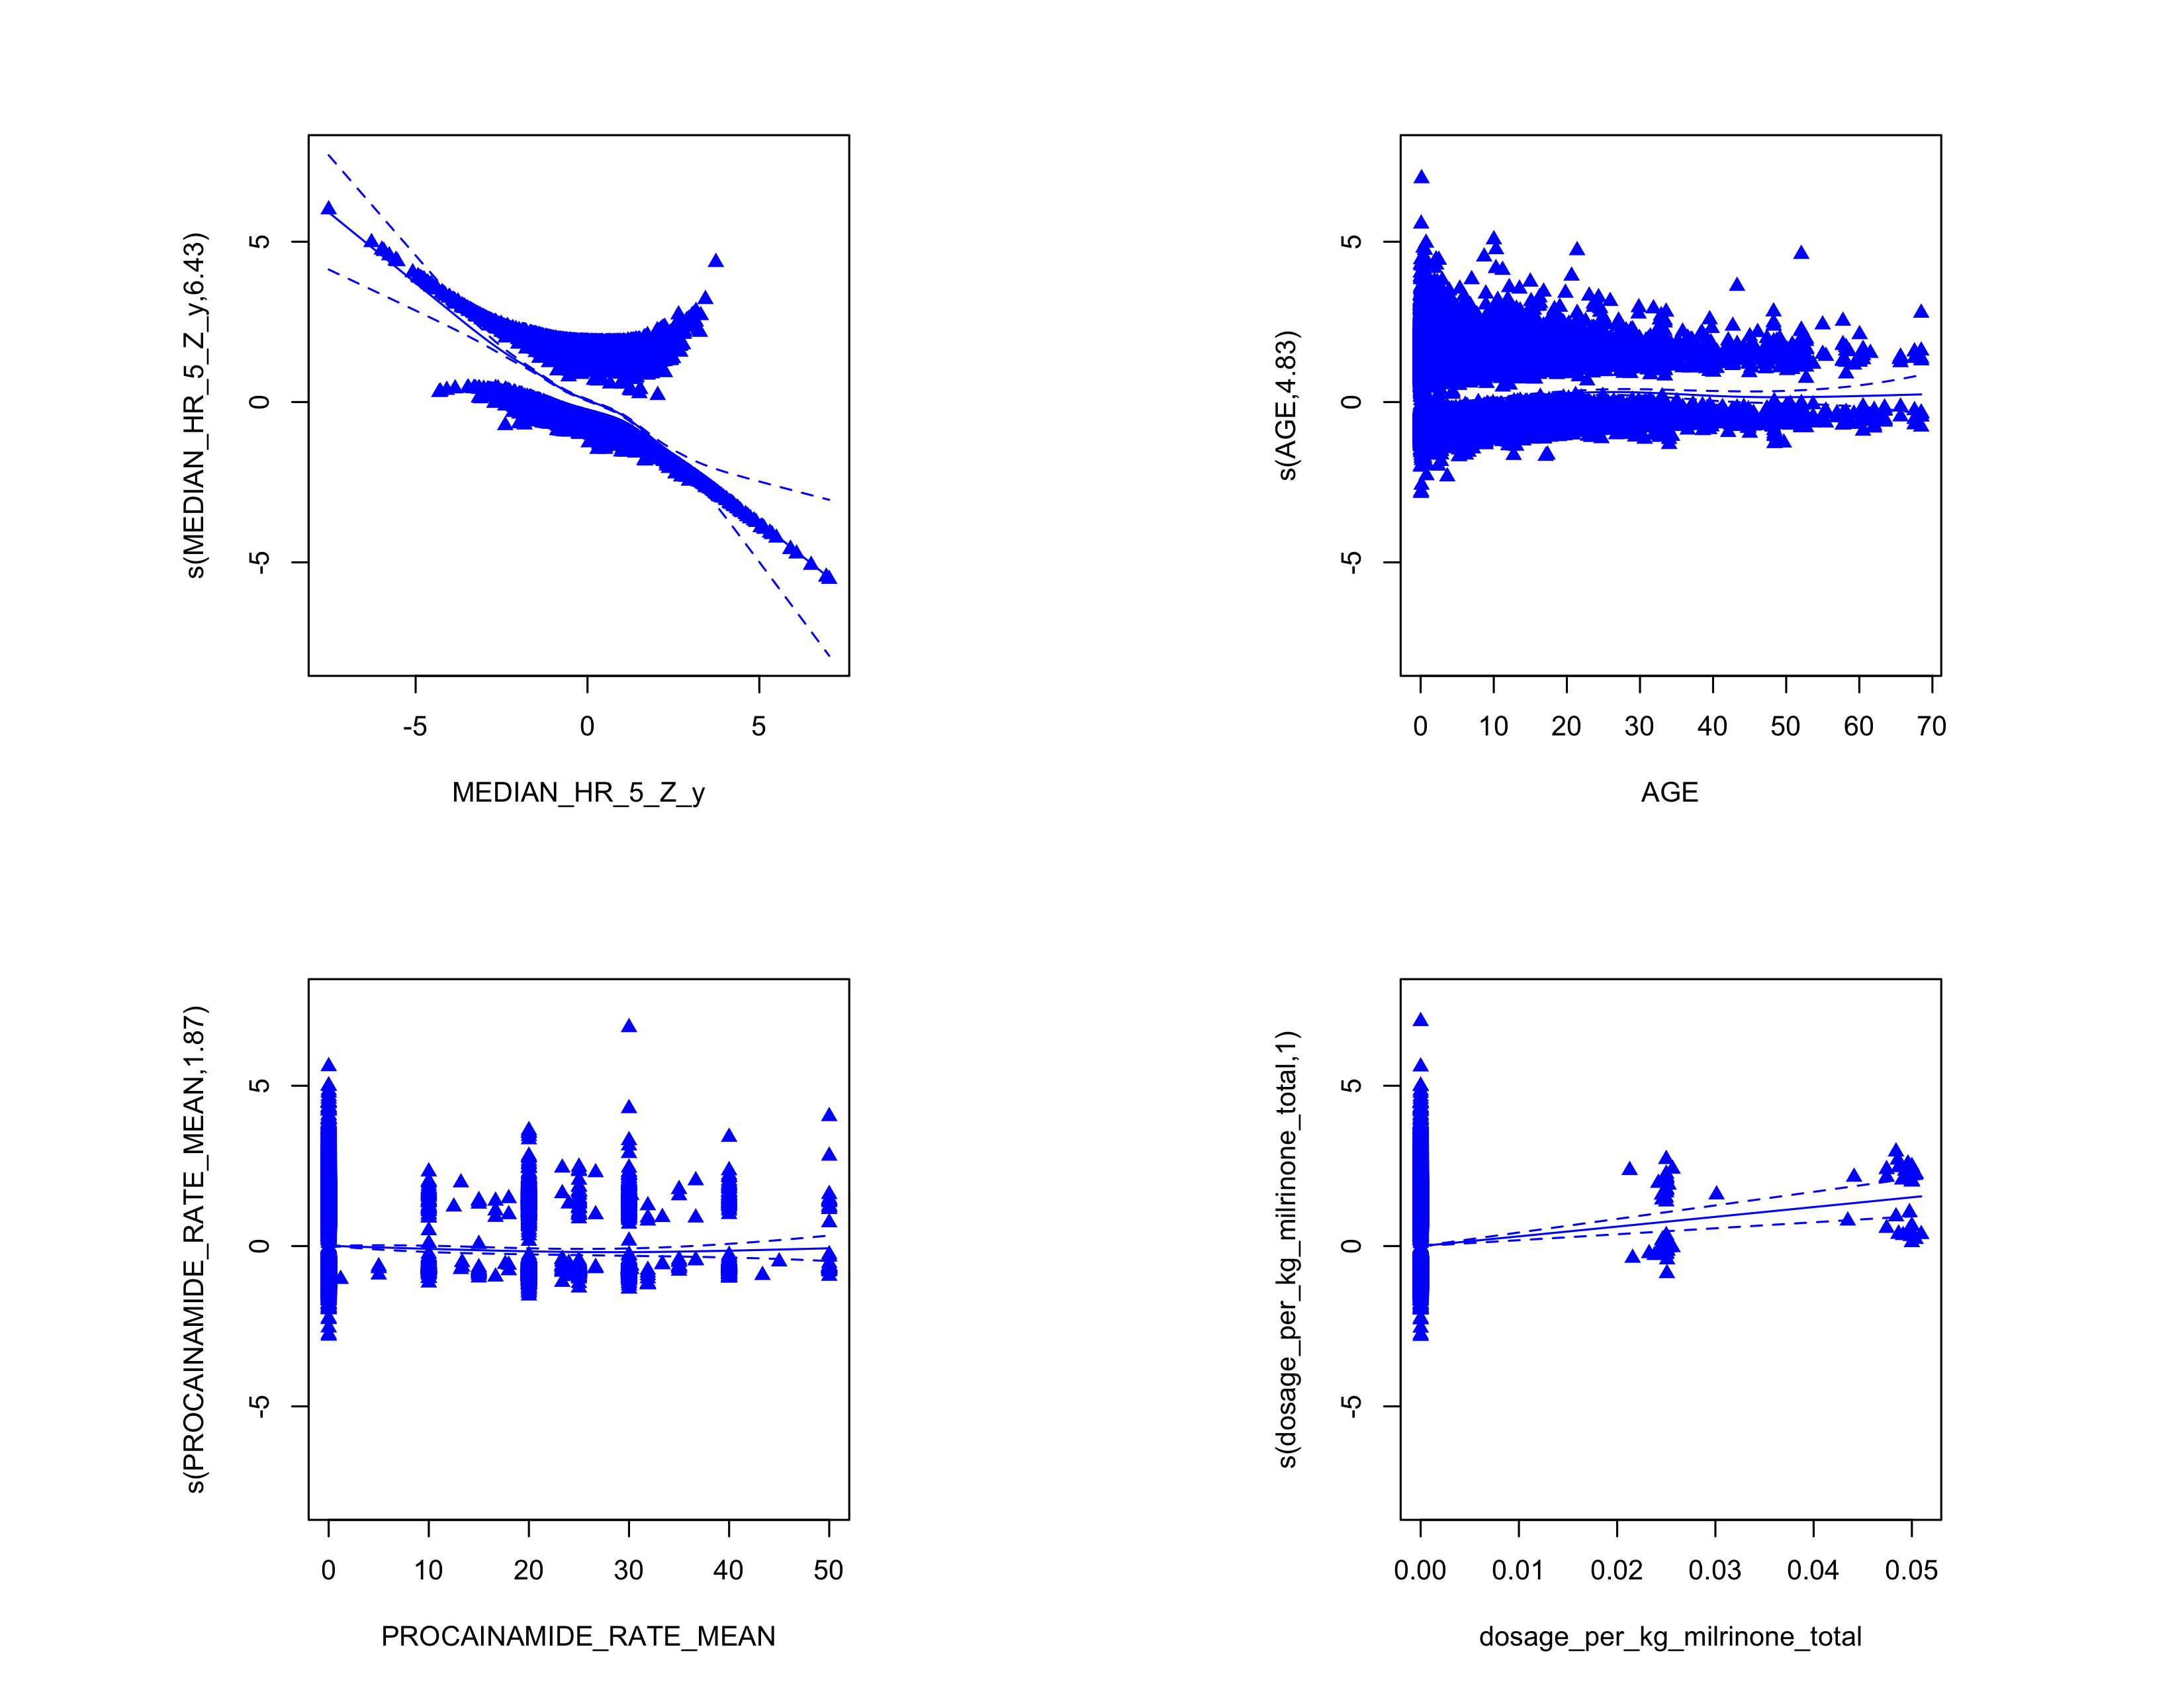 s(MEDIAN_HR_5_Z_y,6.43)
5
0
-5
-5 0 5
MEDIAN_HR_5_Z_y
s(AGE,4.83)
5
0
-5
0 10 20 30 40 50 60 70
AGE
s(PROCAINAMIDE_RATE_MEAN,1.87)
5
0
-5
0 10 20 30 40 50
PROCAINAMIDE_RATE_MEAN
s(dosage_per_kg_milrinone_total,1)
5
0
-5
0.00 0.01 0.02 0.03 0.04 0.05
dosage_per_kg_milrinone_total